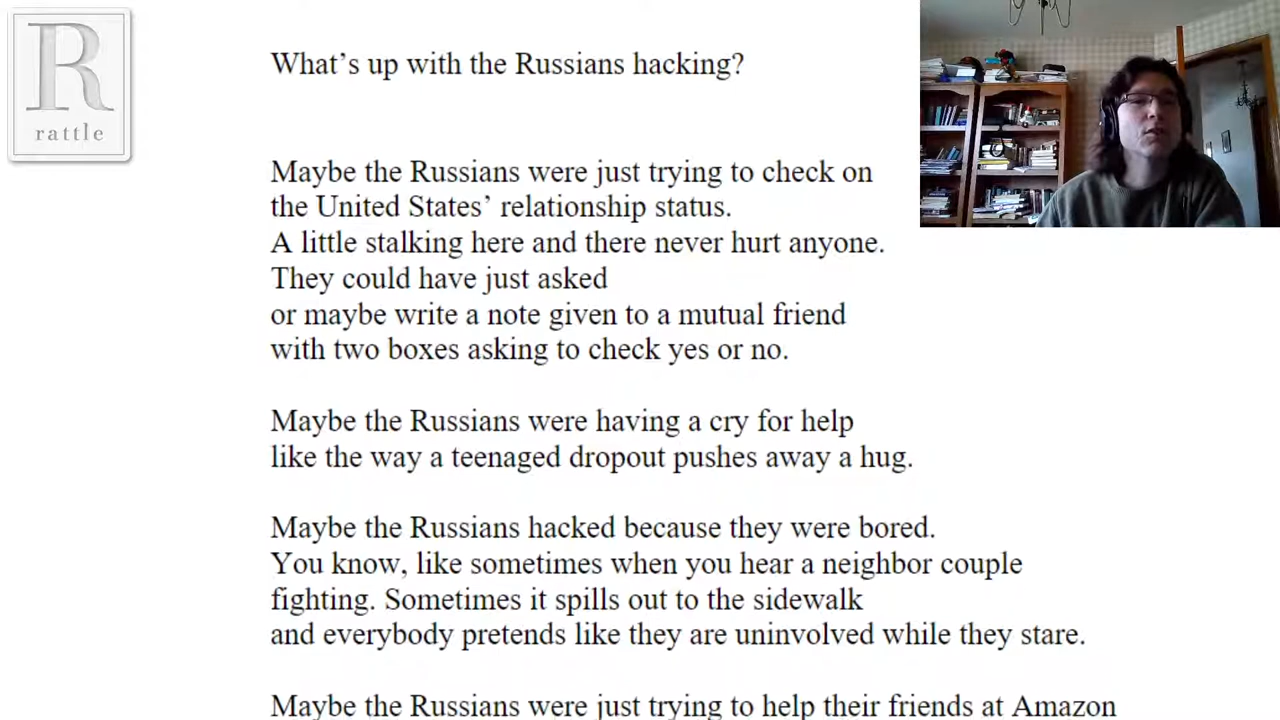 R
rattle
What’s up with the Russians hacking?
Maybe the Russians were just trying to check on
the United States’ relationship status.
A little stalking here and there never hurt anyone.
They could have just asked
or maybe write a note given to a mutual friend
with two boxes asking to check yes or no.
Maybe the Russians were having a cry for help
like the way a teenaged dropout pushes away a hug.
Maybe the Russians hacked because they were bored.
You know, like sometimes when you hear a neighbor couple
fighting. Sometimes it spills out to the sidewalk
and everybody pretends like they are uninvolved while they stare.
Maybe the Russians were just trying to help their friends at Amazon